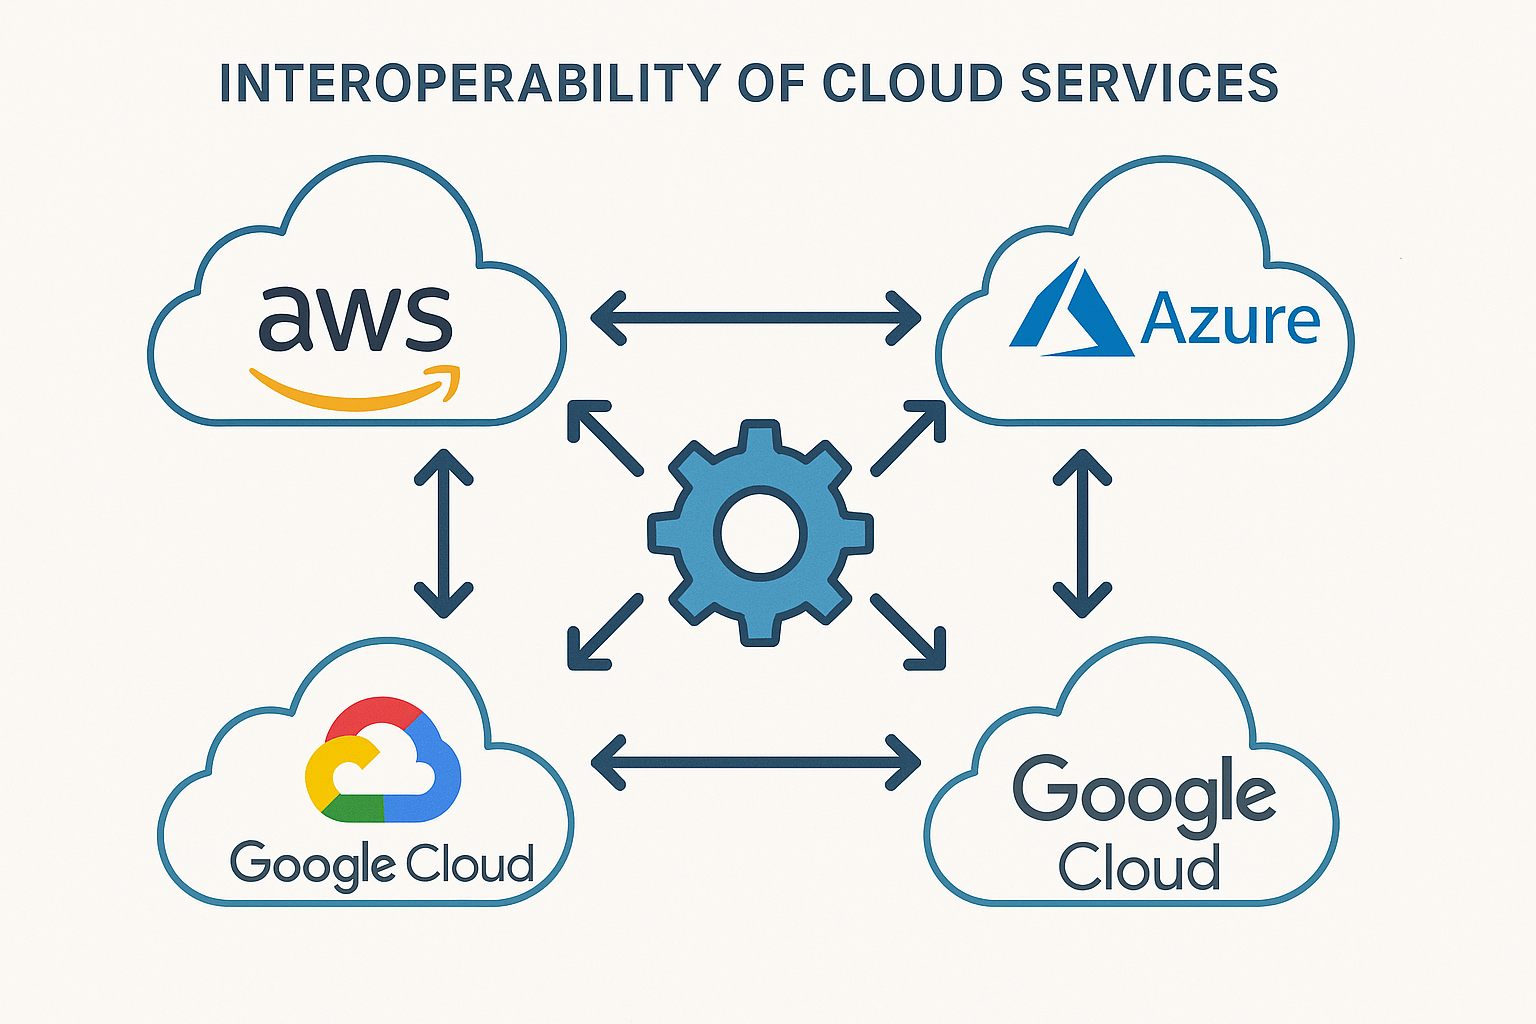 INTEROPERABILITY OF CLOUD SERVICES
aws
Azure
Google Cloud
Google
Cloud